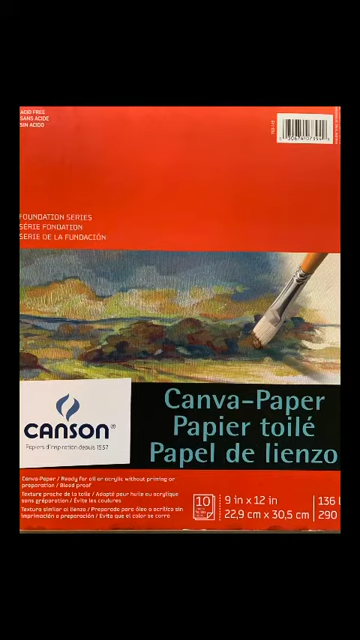 ACID FREE
SANS ACIDE
SIN ACIDO
FOUNDATION SERIES
SÉRIE FONDATION
SERIE DE LA FUNDACIÓN
CANSON®
Papiers d'inspiration depuis 1557
Canva-Paper
Papier toilé
Papel de lienzo
Canva-Paper / Ready for oil or acrylic without priming or
preparation / Bleed proof
Texture proche de la toile / Adapté pour huile ou acrylique
sans préparation / Évite les coulures
Textura similar al lienzo / Preparado para óleo o acrílico sin
imprimación o preparación / Evita que el color se corra
10
9 in x 12 in
22,9 cm x 30,5 cm
136
290